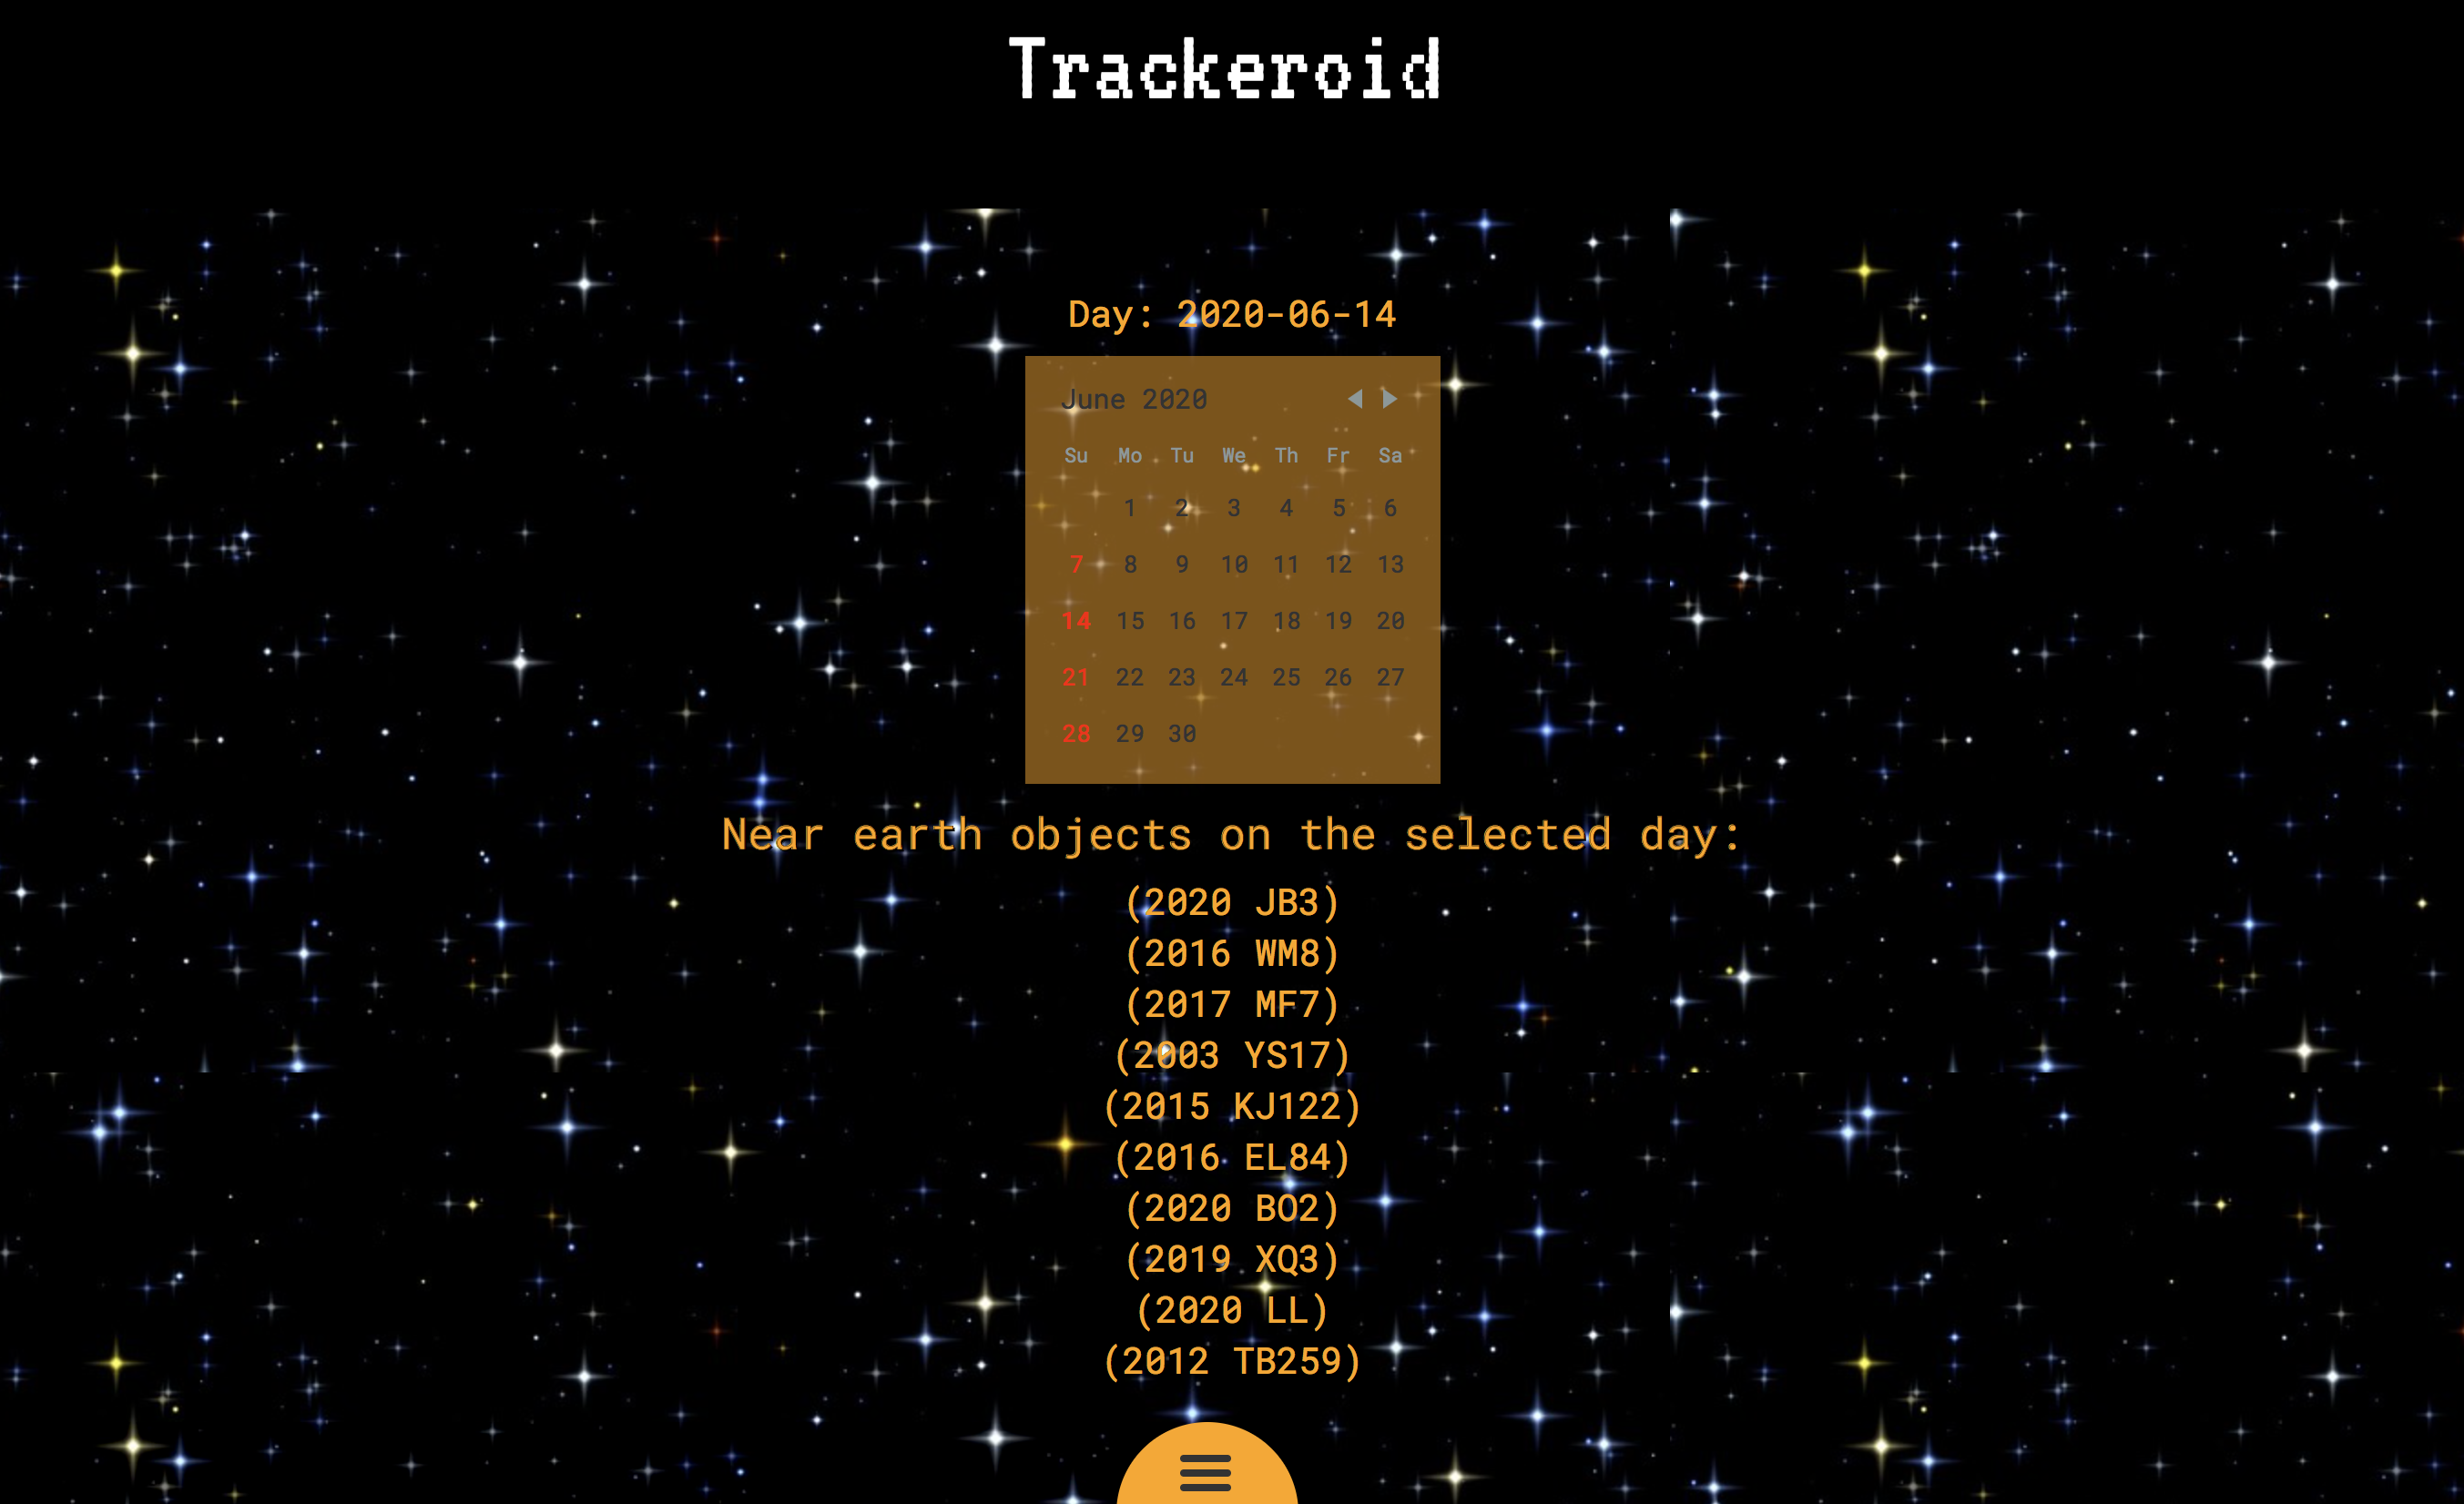 Trackeroid
Day: 2020-06-14
June 2020
Su Mo Tu We Th Fr Sa
1 2 3 4 5 6
7 8 9 10 11 12 13
14 15 16 17 18 19 20
21 22 23 24 25 26 27
28 29 30
Near earth objects on the selected day:
(2020 JB3)
(2016 WM8)
(2017 MF7)
(2003 YS17)
(2015 KJ122)
(2016 EL84)
(2020 BO2)
(2019 XQ3)
(2020 LL)
(2012 TB259)